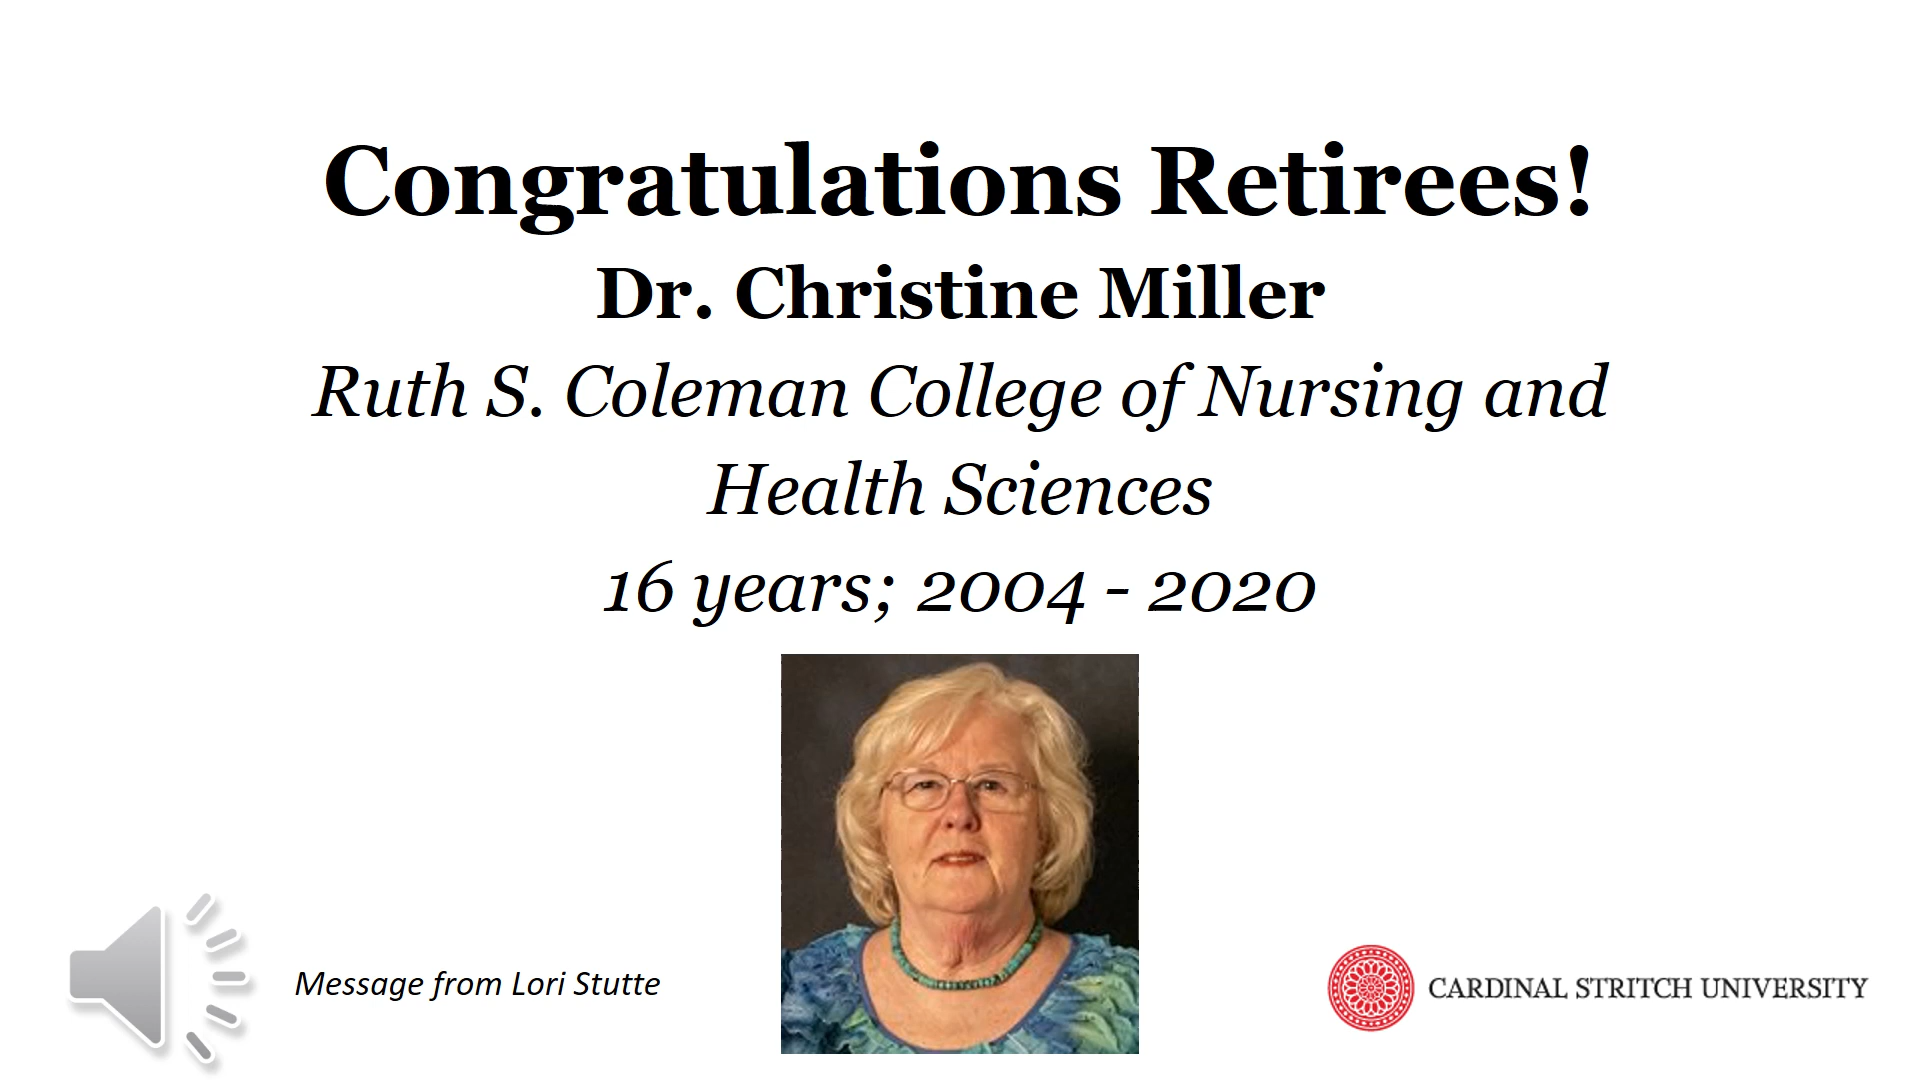 Congratulations Retirees!
Dr. Christine Miller
Ruth S. Coleman College of Nursing and
Health Sciences
16 years; 2004 - 2020
Message from Lori Stutte
CARDINAL STRITCH UNIVERSITY